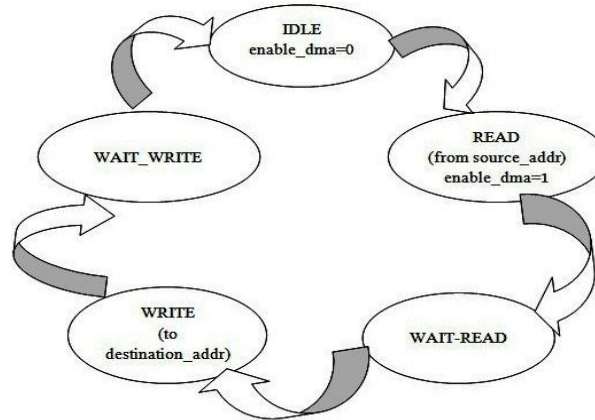 IDLE
enable_dma=0
READ
(from source_addr)
enable_dma=1
WAIT-READ
WRITE
(to
destination_addr)
WAIT_WRITE